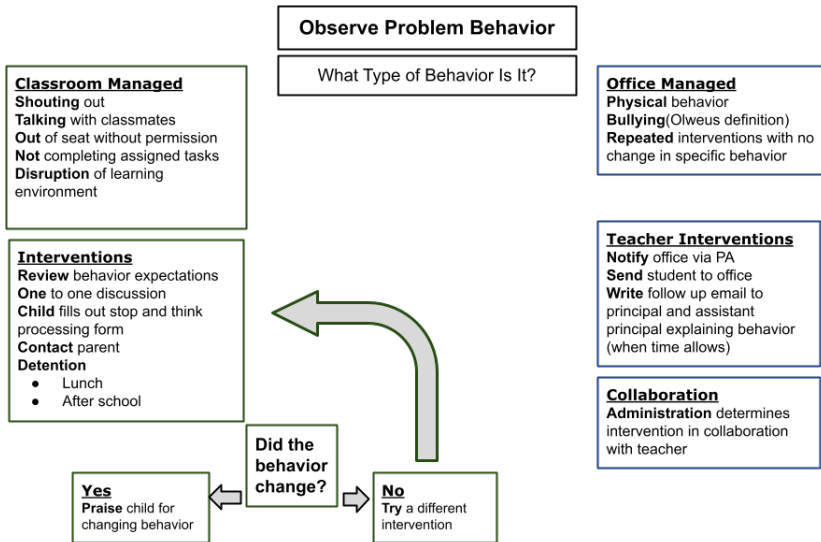 Observe Problem Behavior
What Type of Behavior Is It?
Classroom Managed
Shouting out
Talking with classmates
Out of seat without permission
Not completing assigned tasks
Disruption of learning
environment
Interventions
Review behavior expectations
One to one discussion
Child fills out stop and think
processing form
Contact parent
Detention
● Lunch
● After school
Did the
behavior
change?
Yes
Praise child for
changing behavior
No
Try a different
intervention
Office Managed
Physical behavior
Bullying(Olweus definition)
Repeated interventions with no
change in specific behavior
Teacher Interventions
Notify office via PA
Send student to office
Write follow up email to
principal and assistant
principal explaining behavior
(when time allows)
Collaboration
Administration determines
intervention in collaboration
with teacher